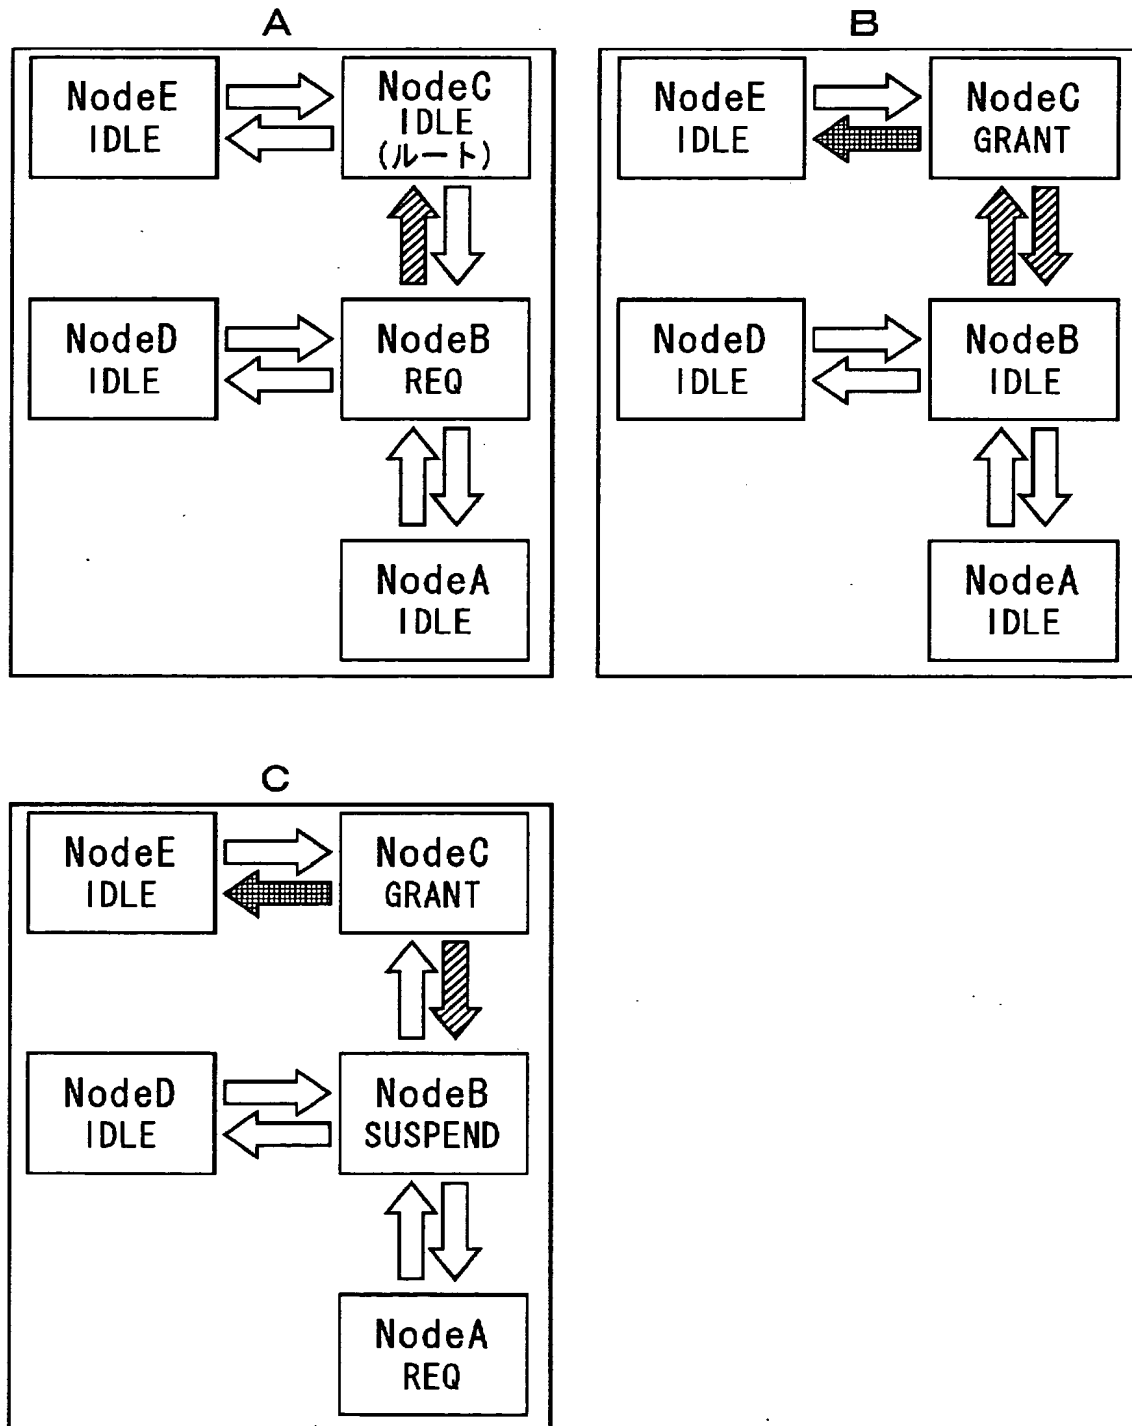 A
NodeE
IDLE
NodeC
IDLE
(ルート)
NodeD
IDLE
NodeB
REQ
NodeA
IDLE
B
NodeE
IDLE
NodeC
GRANT
NodeD
IDLE
NodeB
IDLE
NodeA
IDLE
C
NodeE
IDLE
NodeC
GRANT
NodeD
IDLE
NodeB
SUSPEND
NodeA
REQ